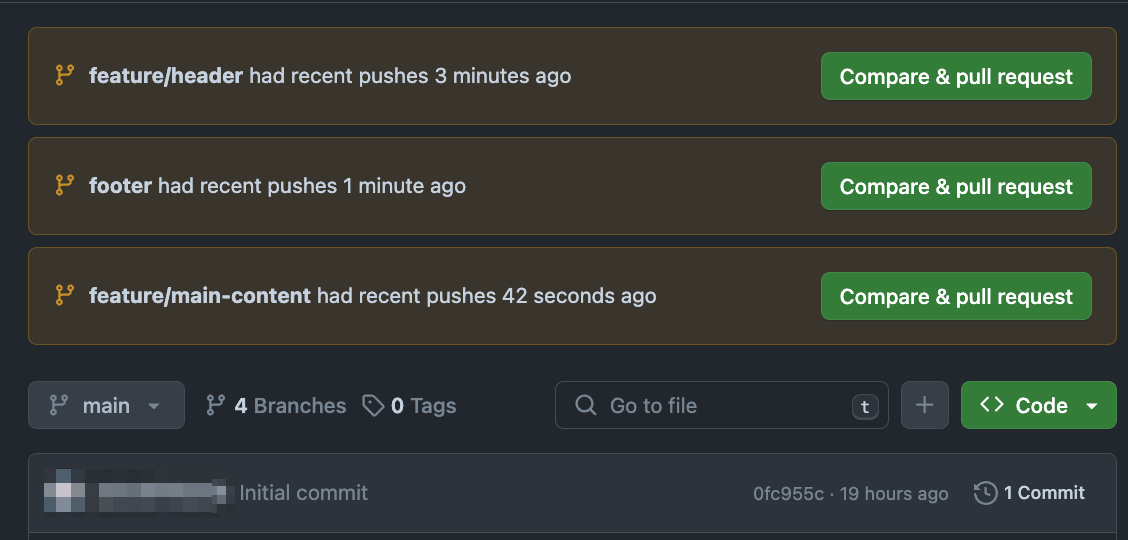 feature/header had recent pushes 3 minutes ago
Compare & pull request
footer had recent pushes 1 minute ago
Compare & pull request
feature/main-content had recent pushes 42 seconds ago
Compare & pull request
main
4 Branches
0 Tags
Go to file
t
Code
Initial commit
0fc955c · 19 hours ago
1 Commit